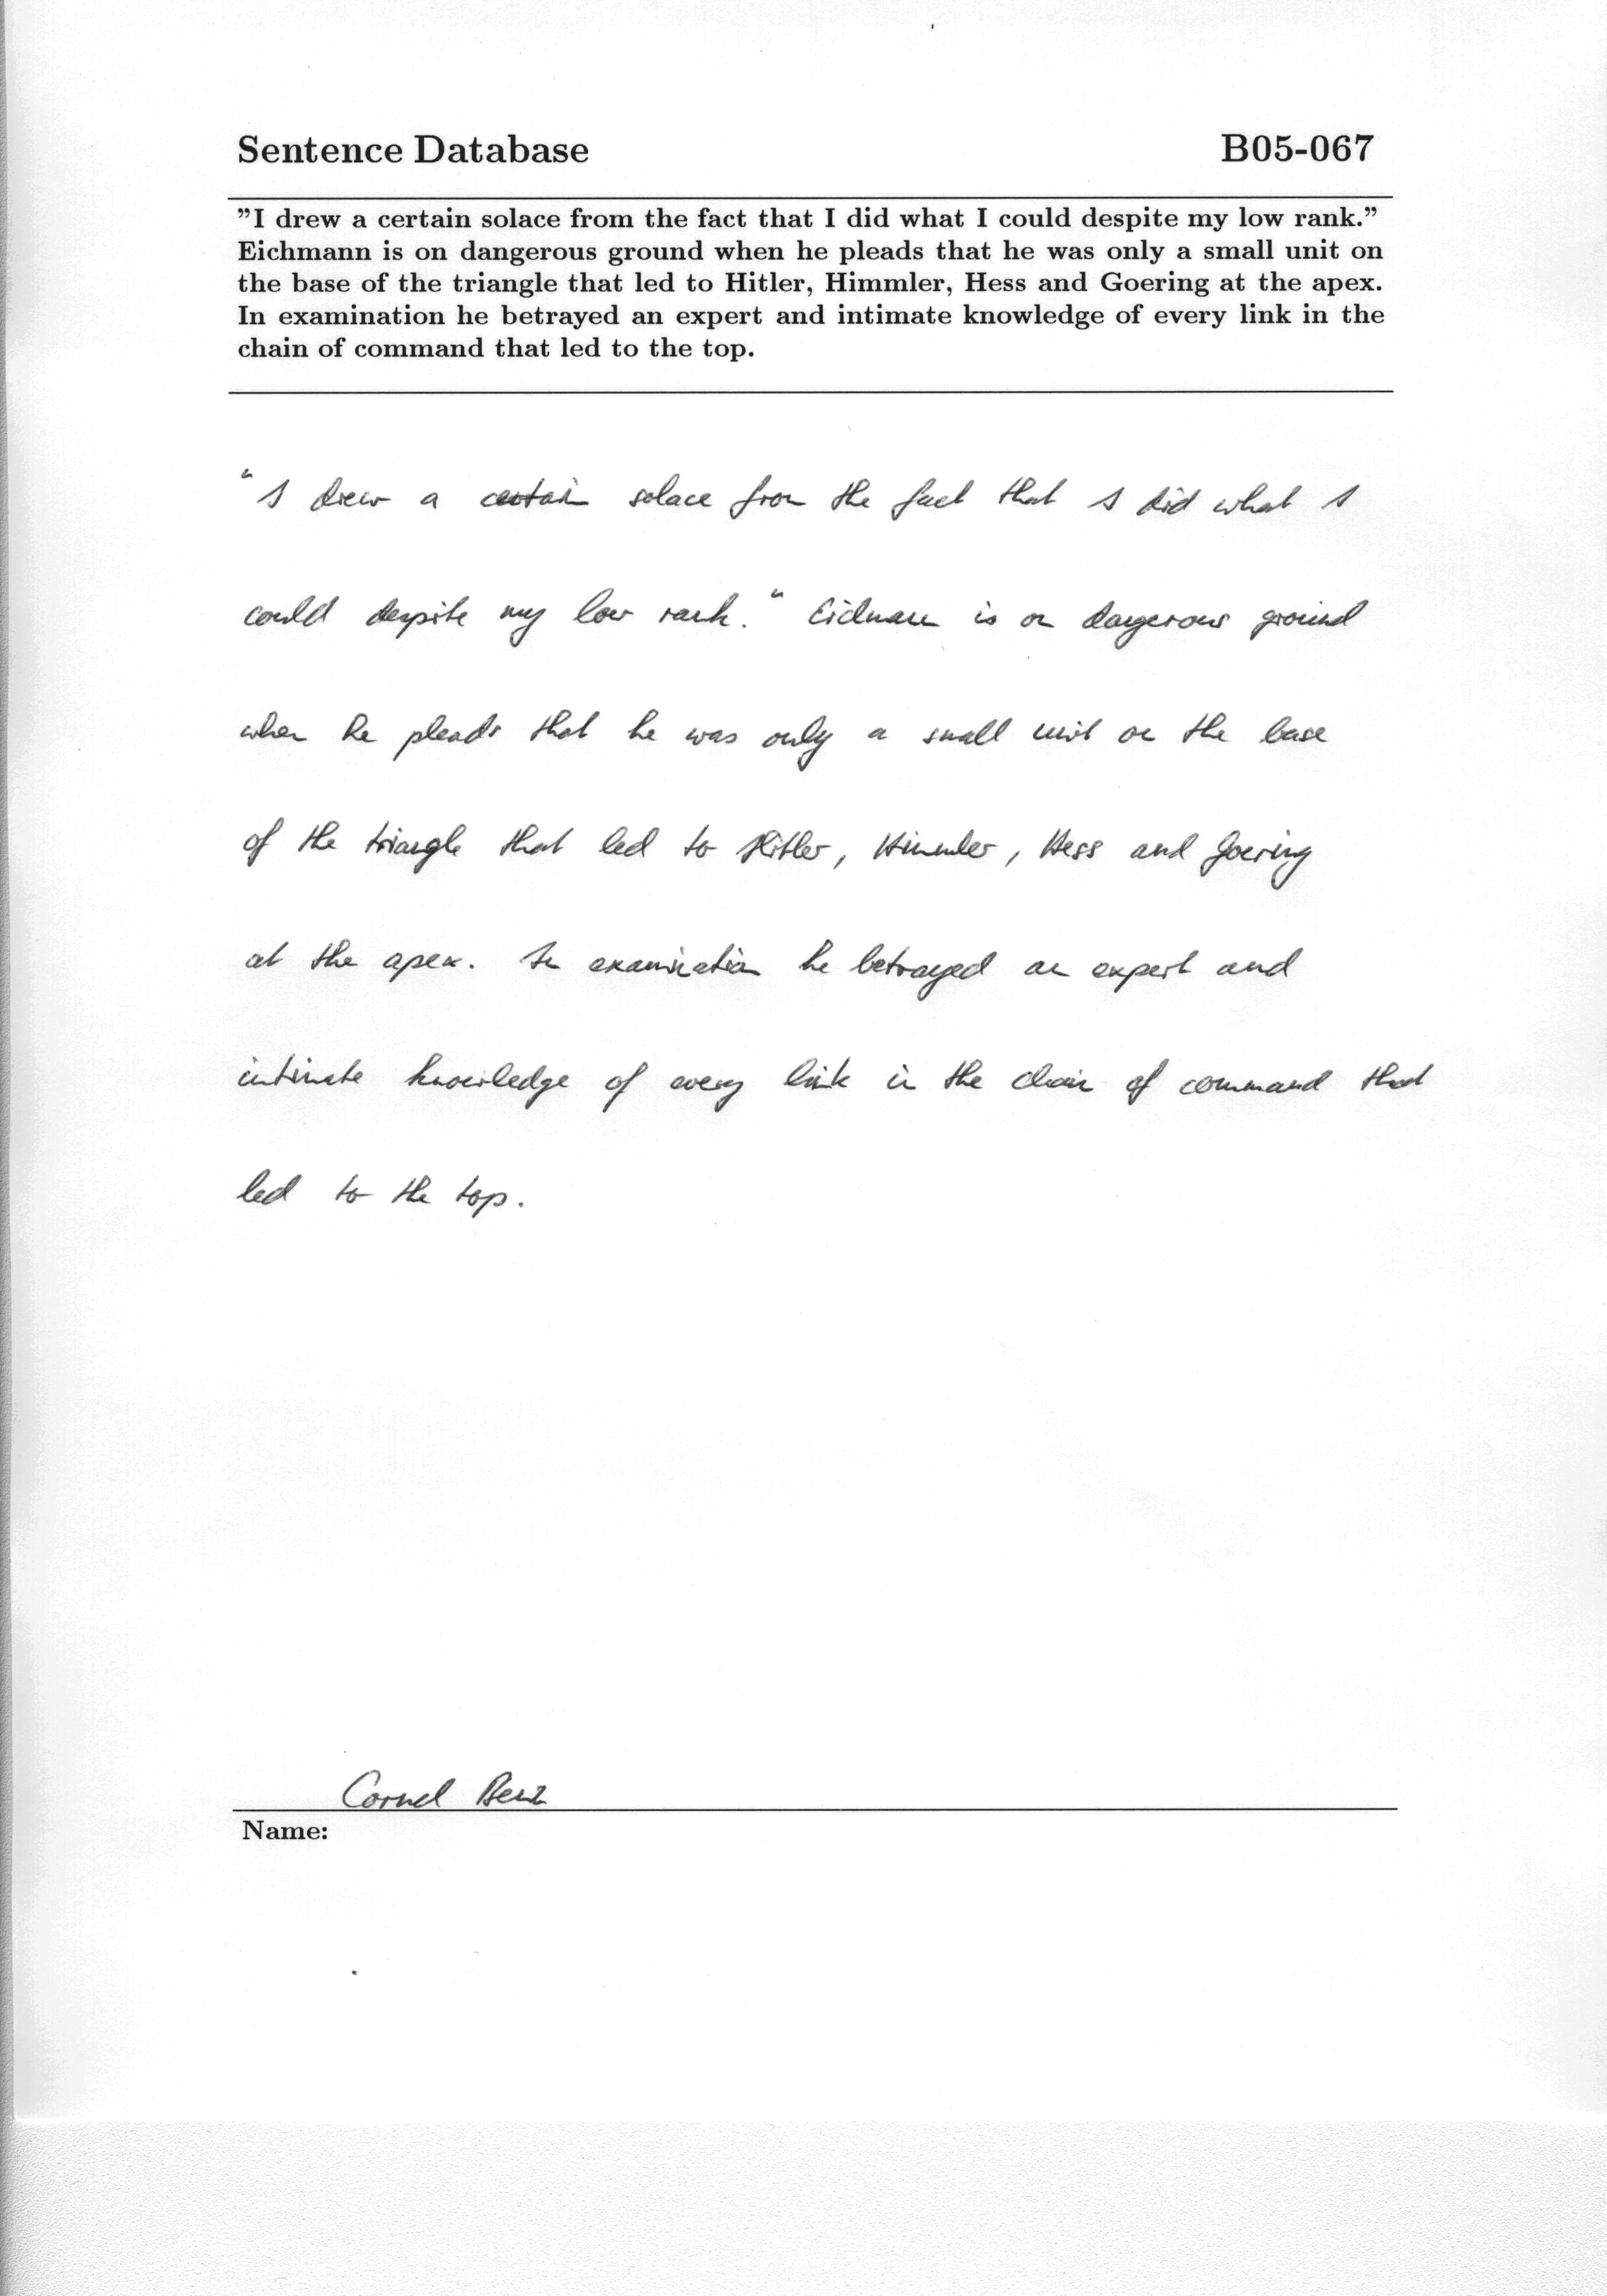 Sentence Database B05-067
"I drew a certain solace from the fact that I did what I could despite my low rank."
Eichmann is on dangerous ground when he pleads that he was only a small unit on
the base of the triangle that led to Hitler, Himmler, Hess and Goering at the apex.
In examination he betrayed an expert and intimate knowledge of every link in the
chain of command that led to the top.
"I drew a certain solace from the fact that I did what I
could despite my low rank." Eichmann is on dangerous ground
when he pleads that he was only a small unit on the base
of the triangle that led to Hitler, Himmler, Hess and Goering
at the apex. In examination he betrayed an expert and
intimate knowledge of every link in the chain of command that
led to the top.
Cornel Benz
Name: